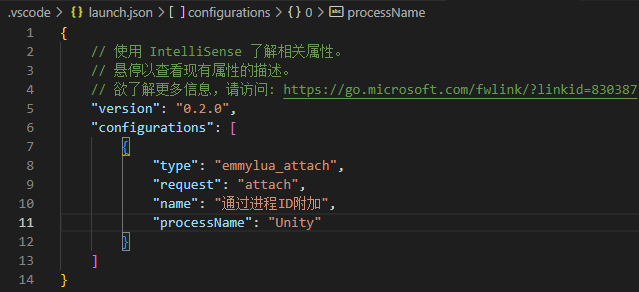 .vscode > {} launch.json > [ ] configurations > {} 0 > abc processName
1 {
2 // 使用 IntelliSense 了解相关属性。
3 // 悬停以查看现有属性的描述。
4 // 欲了解更多信息，请访问: https://go.microsoft.com/fwlink/?linkid=830387
5 "version": "0.2.0",
6 "configurations": [
7 {
8 "type": "emmylua_attach",
9 "request": "attach",
10 "name": "通过进程ID附加",
11 "processName": "Unity"
12 }
13 ]
14 }